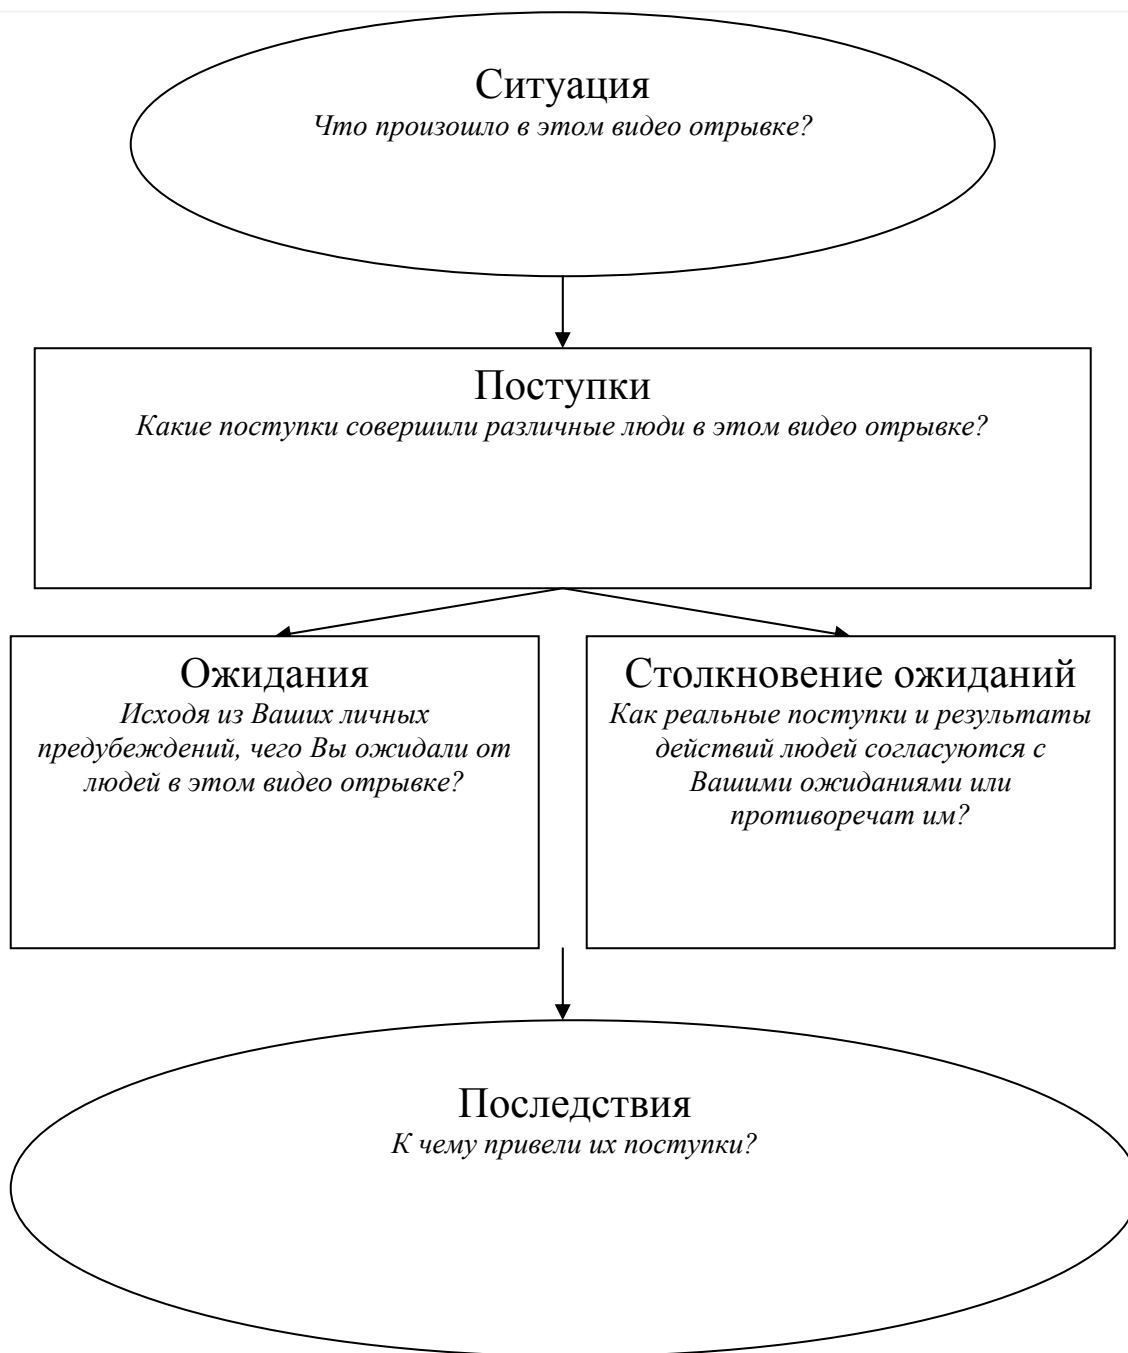 Ситуация
Что произошло в этом видео отрывке?
Поступки
Какие поступки совершили различные люди в этом видео отрывке?
Ожидания
Исходя из Ваших личных
предубеждений, чего Вы ожидали от
людей в этом видео отрывке?
Столкновение ожиданий
Как реальные поступки и результаты
действий людей согласуются с
Вашими ожиданиями или
противоречат им?
Последствия
К чему привели их поступки?